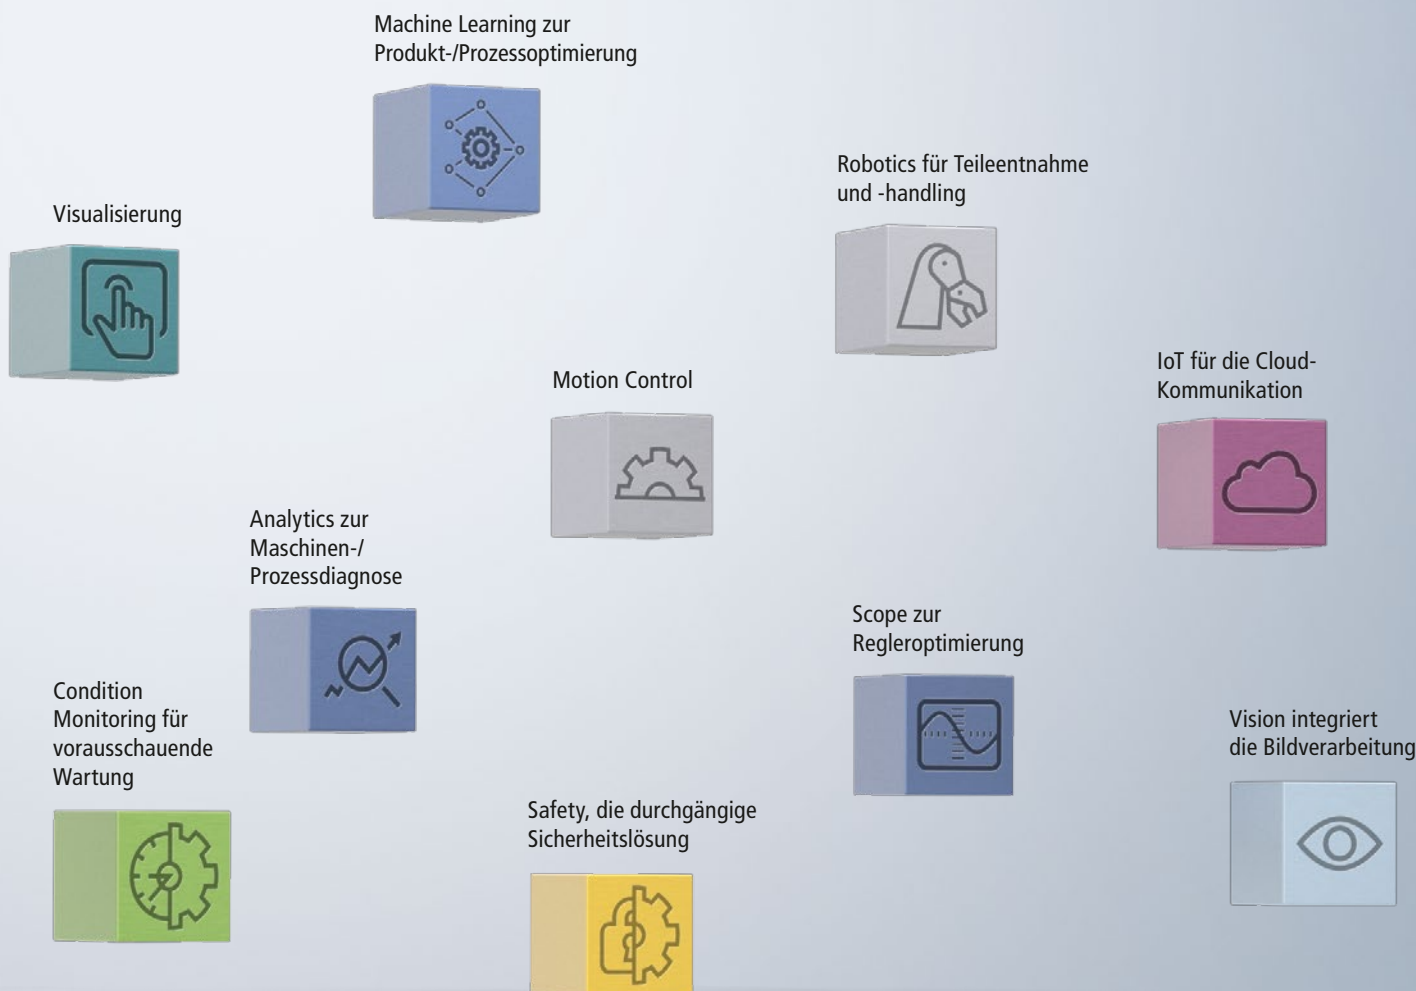 Machine Learning zur
Produkt-/Prozessoptimierung
Robotics für Teileentnahme
und -handling
Visualisierung
IoT für die Cloud-
Kommunikation
Motion Control
Analytics zur
Maschinen-/
Prozessdiagnose
Scope zur
Regleroptimierung
Condition
Monitoring für
vorausschauende
Wartung
Vision integriert
die Bildverarbeitung
Safety, die durchgängige
Sicherheitslösung